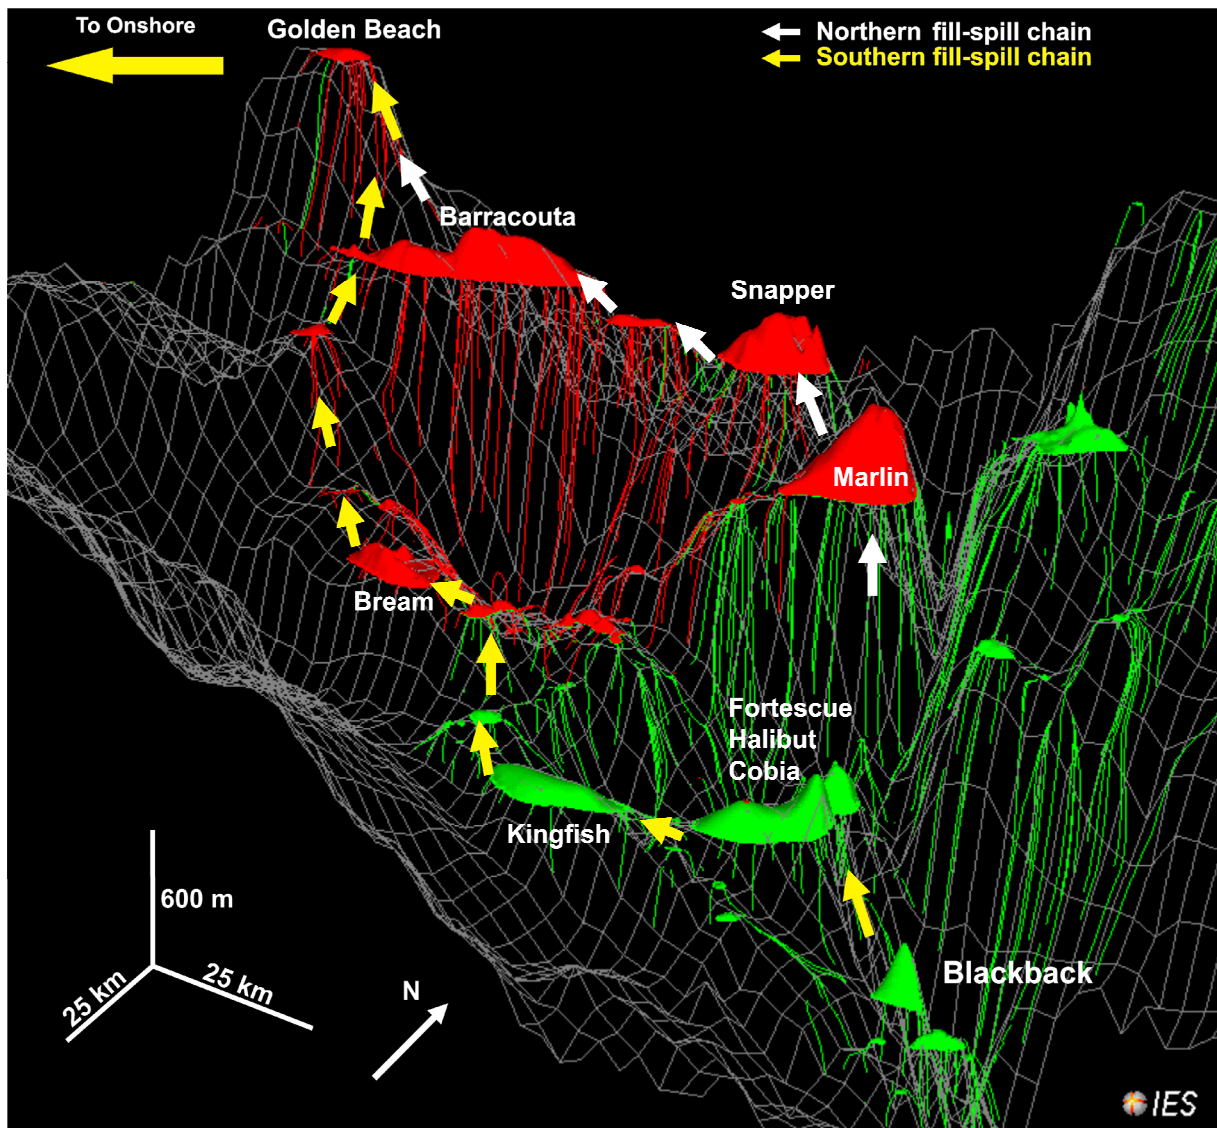 To Onshore
Golden Beach
Northern fill-spill chain
Southern fill-spill chain
Barracouta
Snapper
Marlin
Bream
Fortescue
Halibut
Cobia
Kingfish
Blackback
600 m
25 km
25 km
N
IES